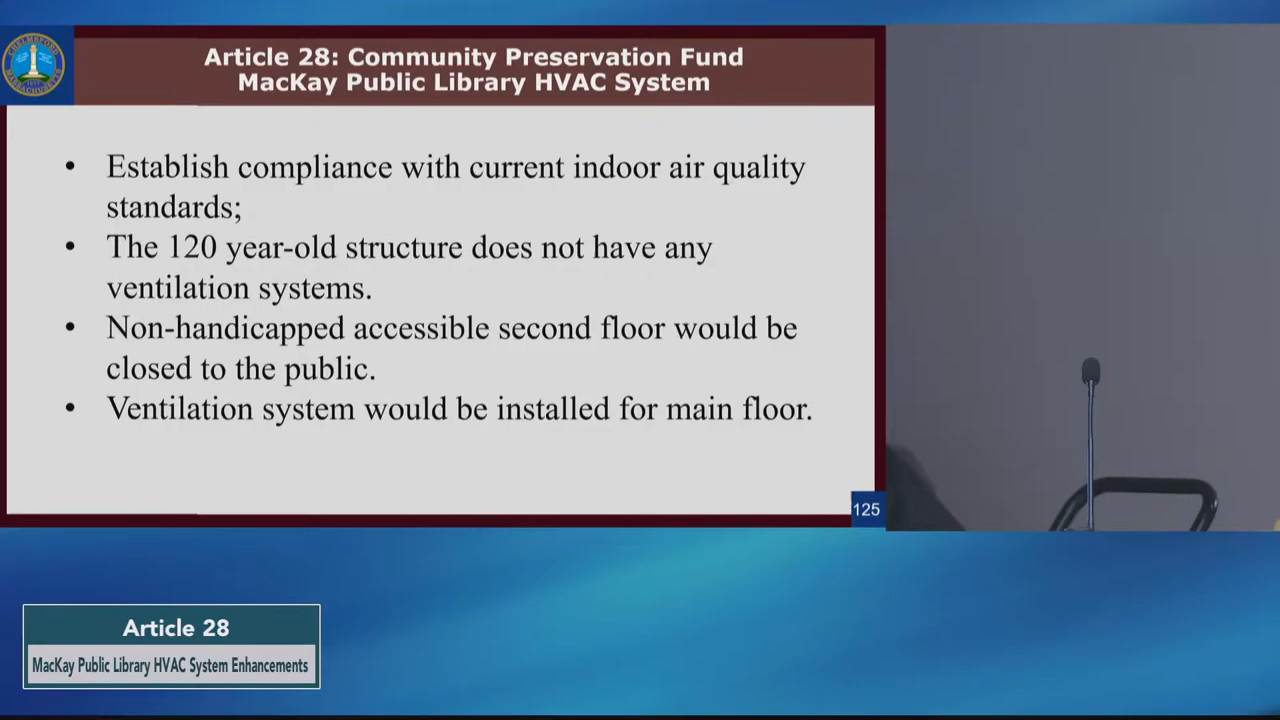 Article 28: Community Preservation Fund
MacKay Public Library HVAC System
• Establish compliance with current indoor air quality
standards;
• The 120 year-old structure does not have any
ventilation systems.
• Non-handicapped accessible second floor would be
closed to the public.
• Ventilation system would be installed for main floor.
125
Article 28
MacKay Public Library HVAC System Enhancements